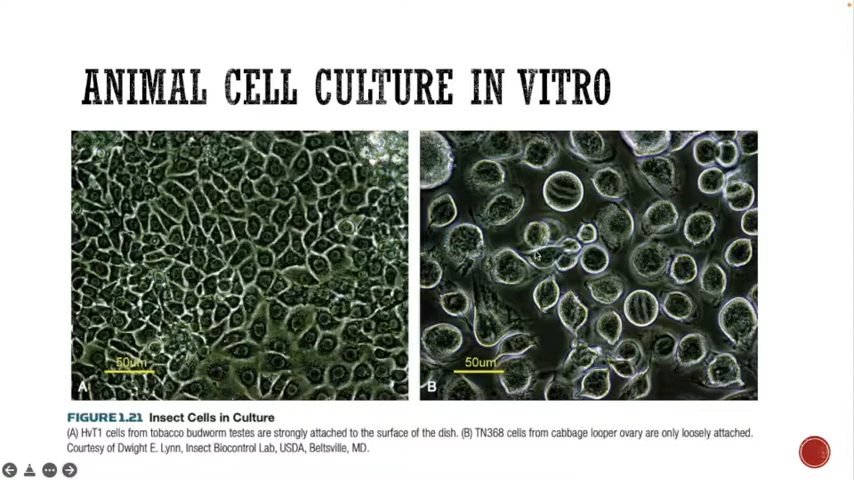 ANIMAL CELL CULTURE IN VITRO
50um
A
50um
B
FIGURE 1.21 Insect Cells in Culture
(A) HvT1 cells from tobacco budworm testes are strongly attached to the surface of the dish. (B) TN368 cells from cabbage looper ovary are only loosely attached.
Courtesy of Dwight E. Lynn, Insect Biocontrol Lab, USDA, Beltsville, MD.